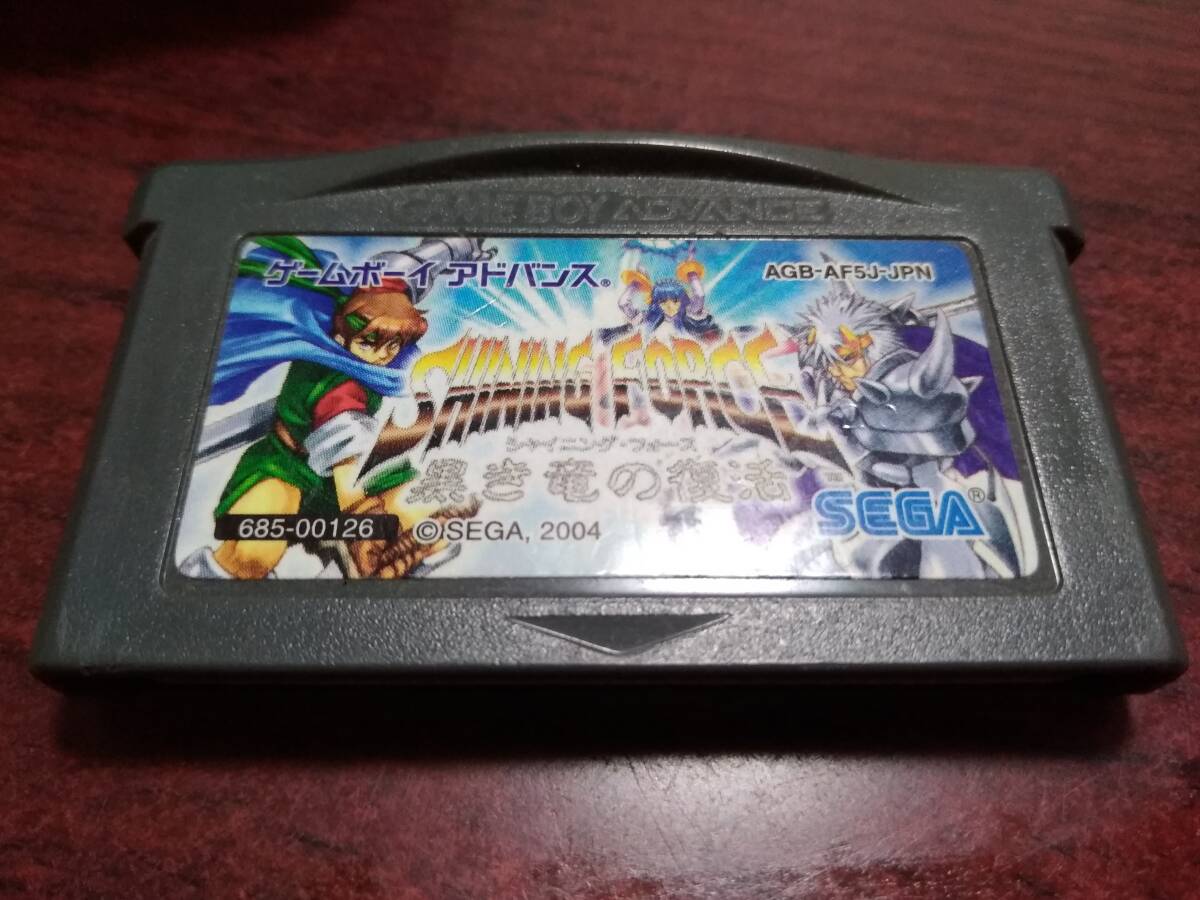 GAME BOY ADVANCE
ゲームボーイ アドバンス®
AGB-AF5J-JPN
SHINING FORCE
シャイニング・フォース
黒き竜の復活
™
685-00126
©SEGA, 2004
SEGA®